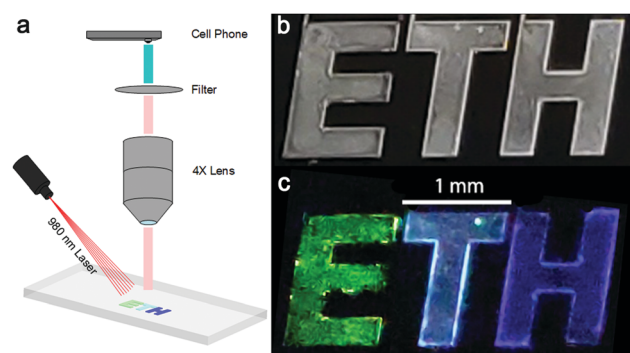 a
Cell Phone
Filter
4X Lens
980 nm Laser
ETH
b
ETH
c
1 mm
ETH